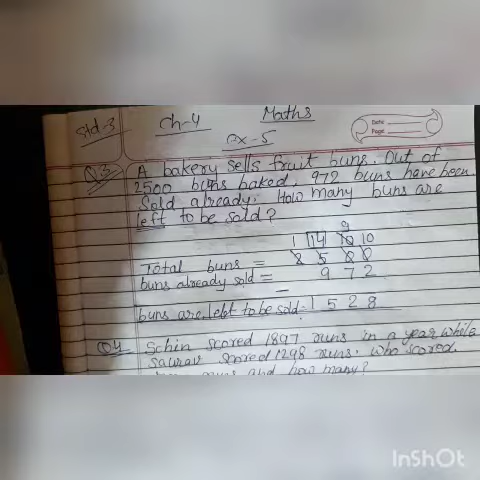 Maths
Std-3
Ch-4
Ex-5
Date:
Page:
Q.3 A bakery sells fruit buns. Out of
2500 buns baked, 972 buns have been
Sold already. How many buns are
left to be sold?
9
1 14 10 10
Total buns = 2 5 0 0
buns already sold = - 9 7 2
buns are left to be sold: 1 5 2 8
Q4 Schin scored 1897 runs in a year while
saurav scored 1298 runs. who scored
runs and how many?
InShOt